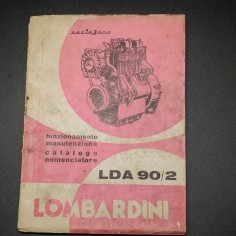 funzionamento
manutenzione
catalogo
nomenclatore
LDA 90/2
LOMBARDINI